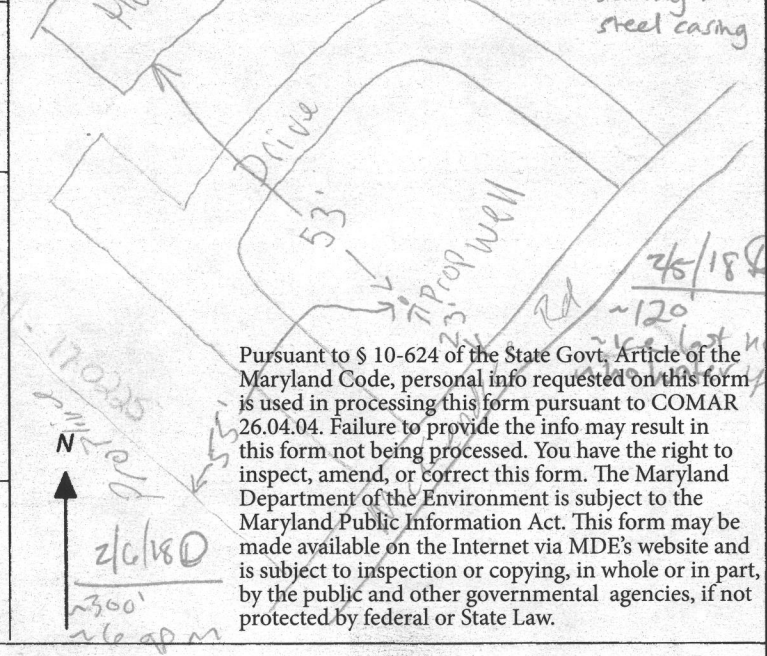 steel casing
Drive
53'
Prop well
23'
Rd
2/5/18
~120'
170225
55'
N
2/6/18 D
~300'
~6 gpm
Pursuant to § 10-624 of the State Govt. Article of the
Maryland Code, personal info requested on this form
is used in processing this form pursuant to COMAR
26.04.04. Failure to provide the info may result in
this form not being processed. You have the right to
inspect, amend, or correct this form. The Maryland
Department of the Environment is subject to the
Maryland Public Information Act. This form may be
made available on the Internet via MDE's website and
is subject to inspection or copying, in whole or in part,
by the public and other governmental agencies, if not
protected by federal or State Law.